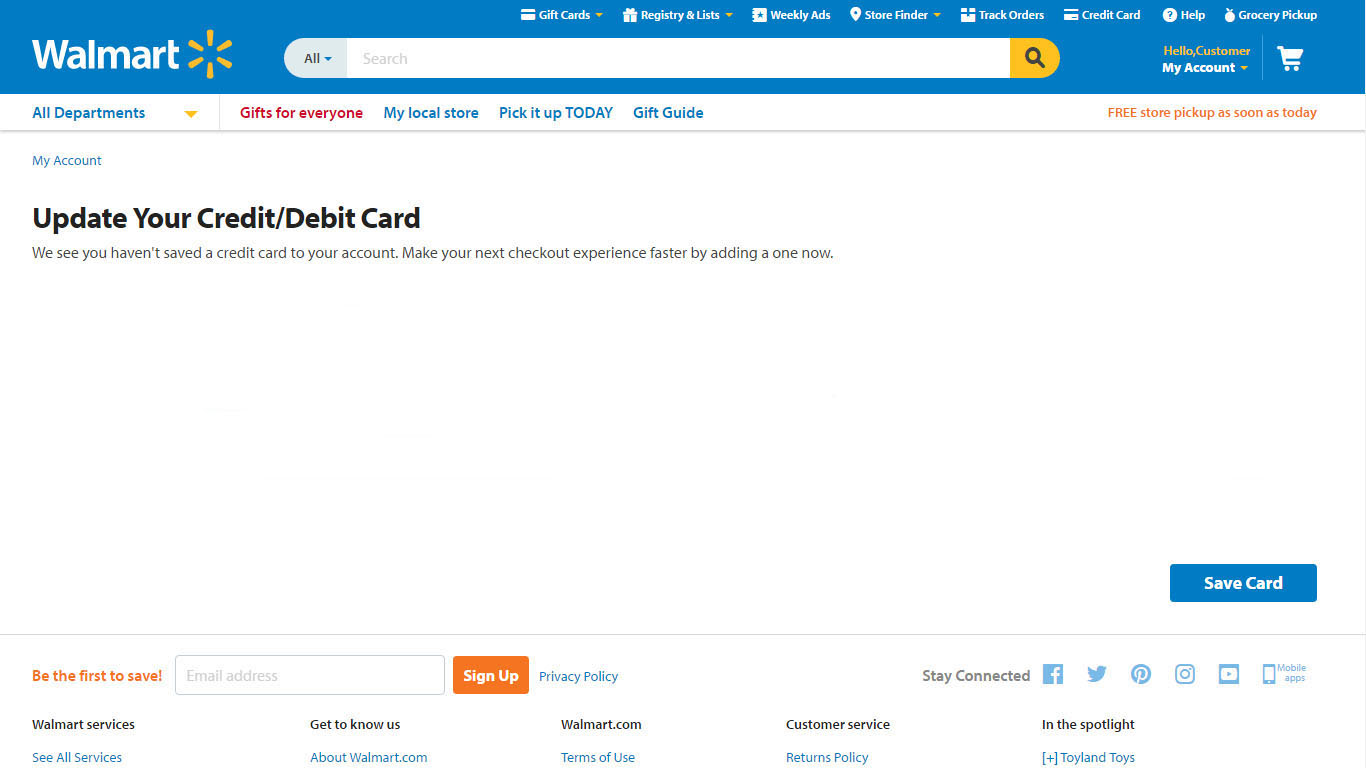 Gift Cards Registry & Lists Weekly Ads Store Finder Track Orders Credit Card Help Grocery Pickup
Walmart All Search Hello,Customer
My Account
All Departments Gifts for everyone My local store Pick it up TODAY Gift Guide FREE store pickup as soon as today
My Account
Update Your Credit/Debit Card
We see you haven't saved a credit card to your account. Make your next checkout experience faster by adding a one now.
Save Card
Be the first to save! Email address Sign Up Privacy Policy Stay Connected Mobile apps
Walmart services Get to know us Walmart.com Customer service In the spotlight
See All Services About Walmart.com Terms of Use Returns Policy [+] Toyland Toys